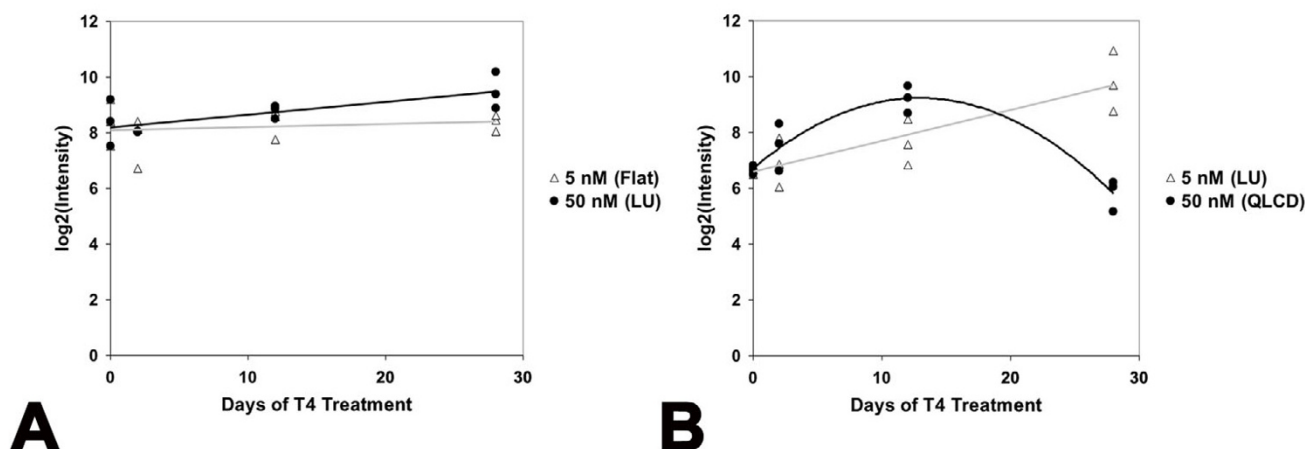 12
10
8
6
4
2
0
log2(Intensity)
0
10
20
30
Days of T4 Treatment
△ 5 nM (Flat)
● 50 nM (LU)
A
12
10
8
6
4
2
0
log2(Intensity)
0
10
20
30
Days of T4 Treatment
△ 5 nM (LU)
● 50 nM (QLCD)
B